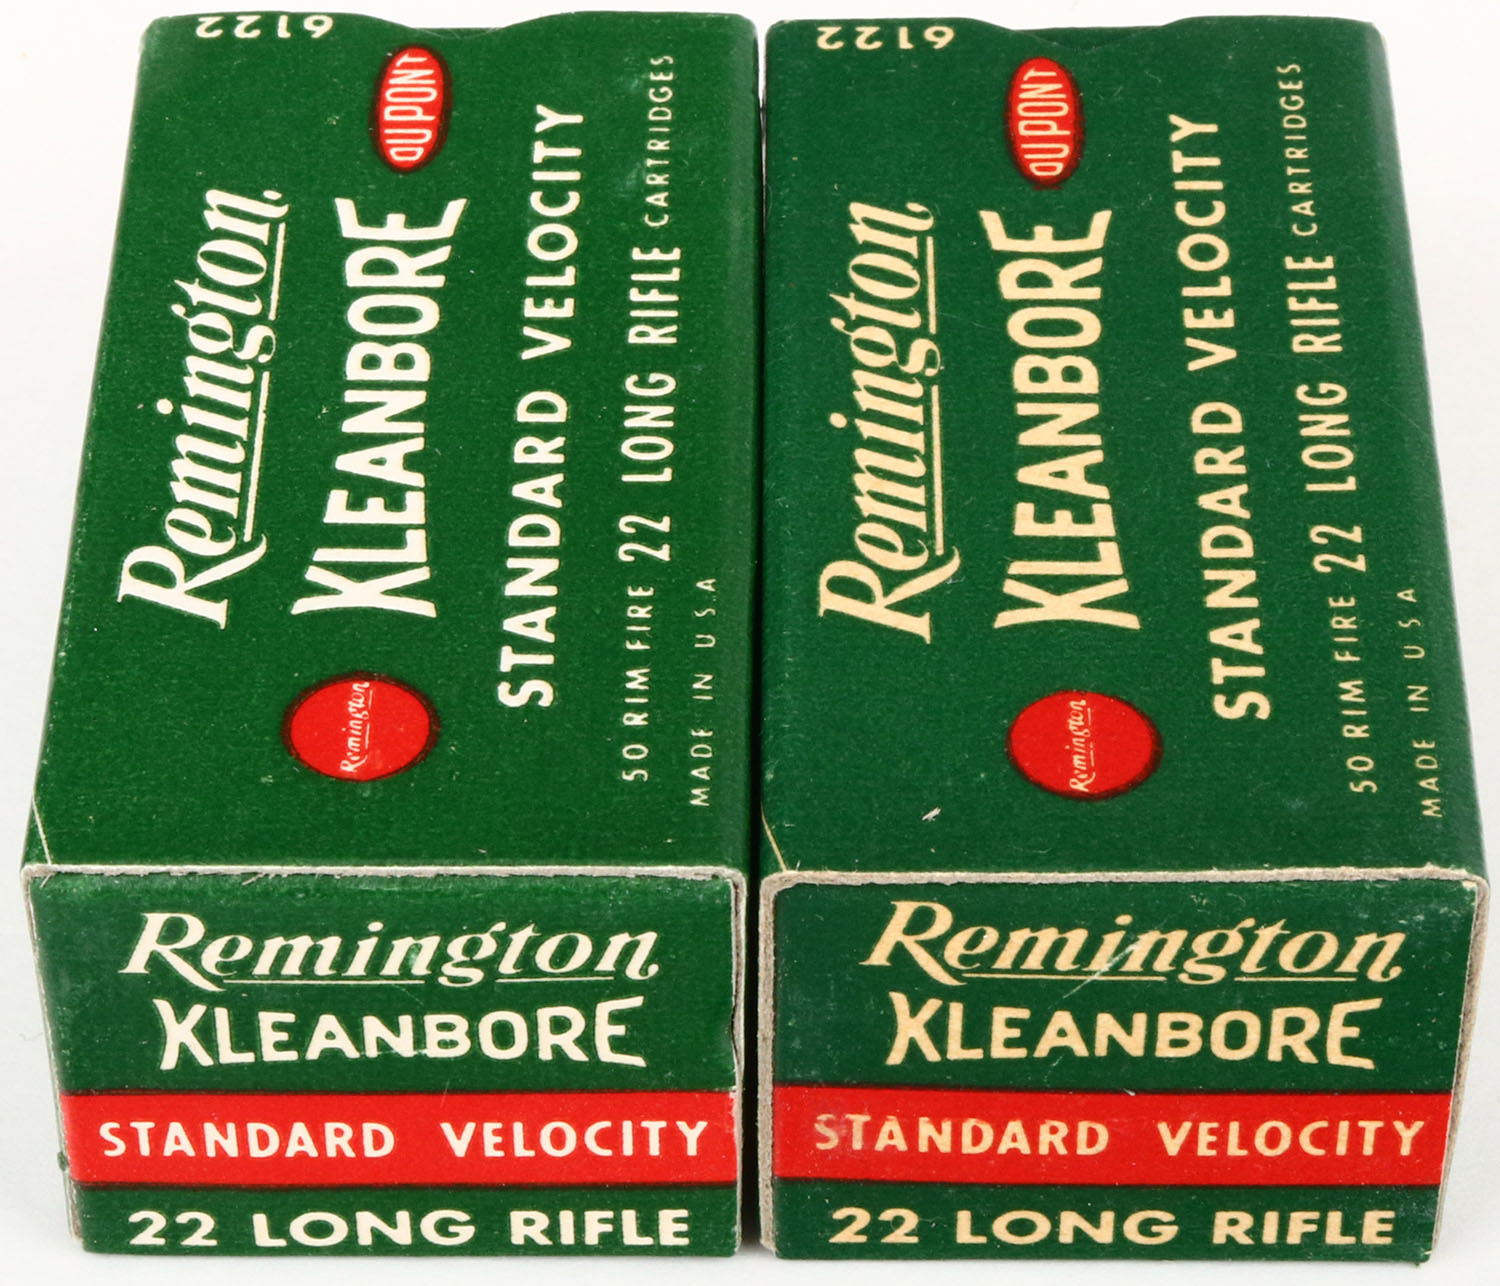 6122
DUPONT
Remington
KLEANBORE
STANDARD VELOCITY
50 RIM FIRE 22 LONG RIFLE CARTRIDGES
MADE IN U.S.A
Remington
Remington
KLEANBORE
STANDARD VELOCITY
22 LONG RIFLE
6122
DUPONT
Remington
KLEANBORE
STANDARD VELOCITY
50 RIM FIRE 22 LONG RIFLE CARTRIDGES
MADE IN U.S.A
Remington
Remington
KLEANBORE
STANDARD VELOCITY
22 LONG RIFLE